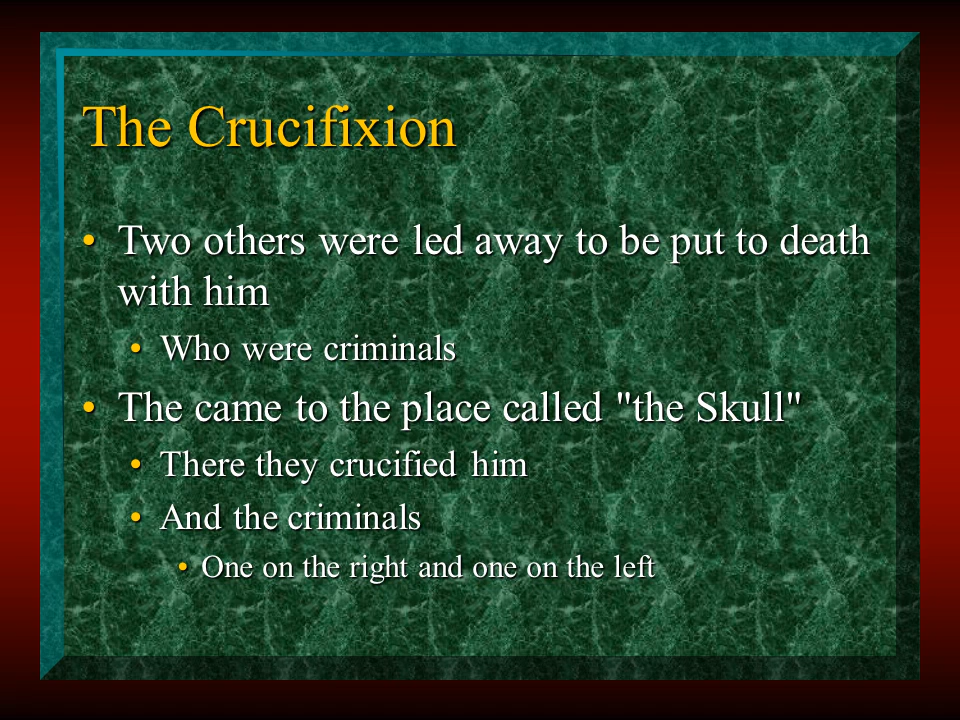 The Crucifixion
• Two others were led away to be put to death
with him
• Who were criminals
• The came to the place called "the Skull"
• There they crucified him
• And the criminals
• One on the right and one on the left